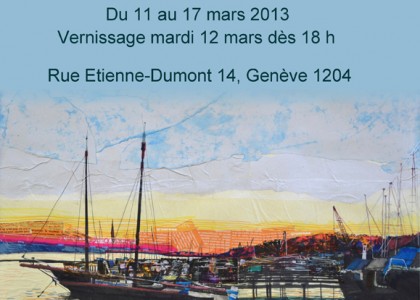 Du 11 au 17 mars 2013
Vernissage mardi 12 mars dès 18 h
Rue Etienne-Dumont 14, Genève 1204